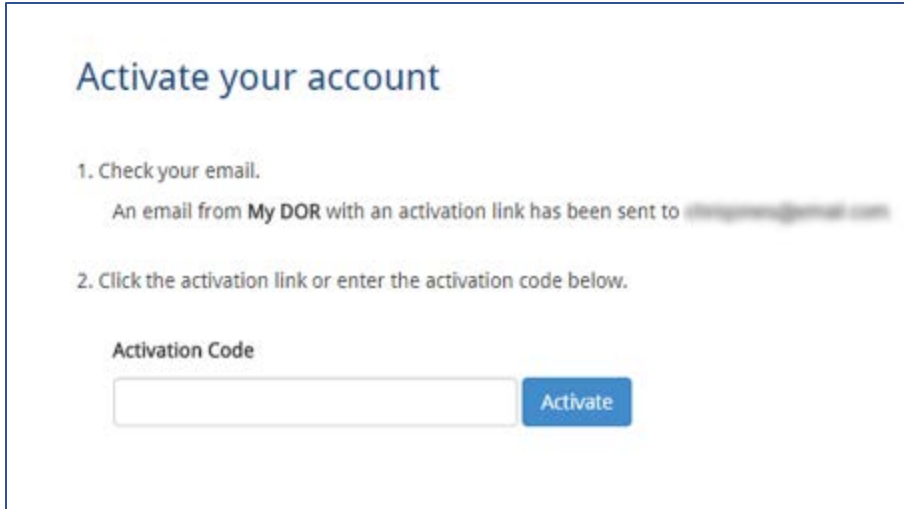 Activate your account
1. Check your email.
An email from My DOR with an activation link has been sent to
2. Click the activation link or enter the activation code below.
Activation Code
Activate